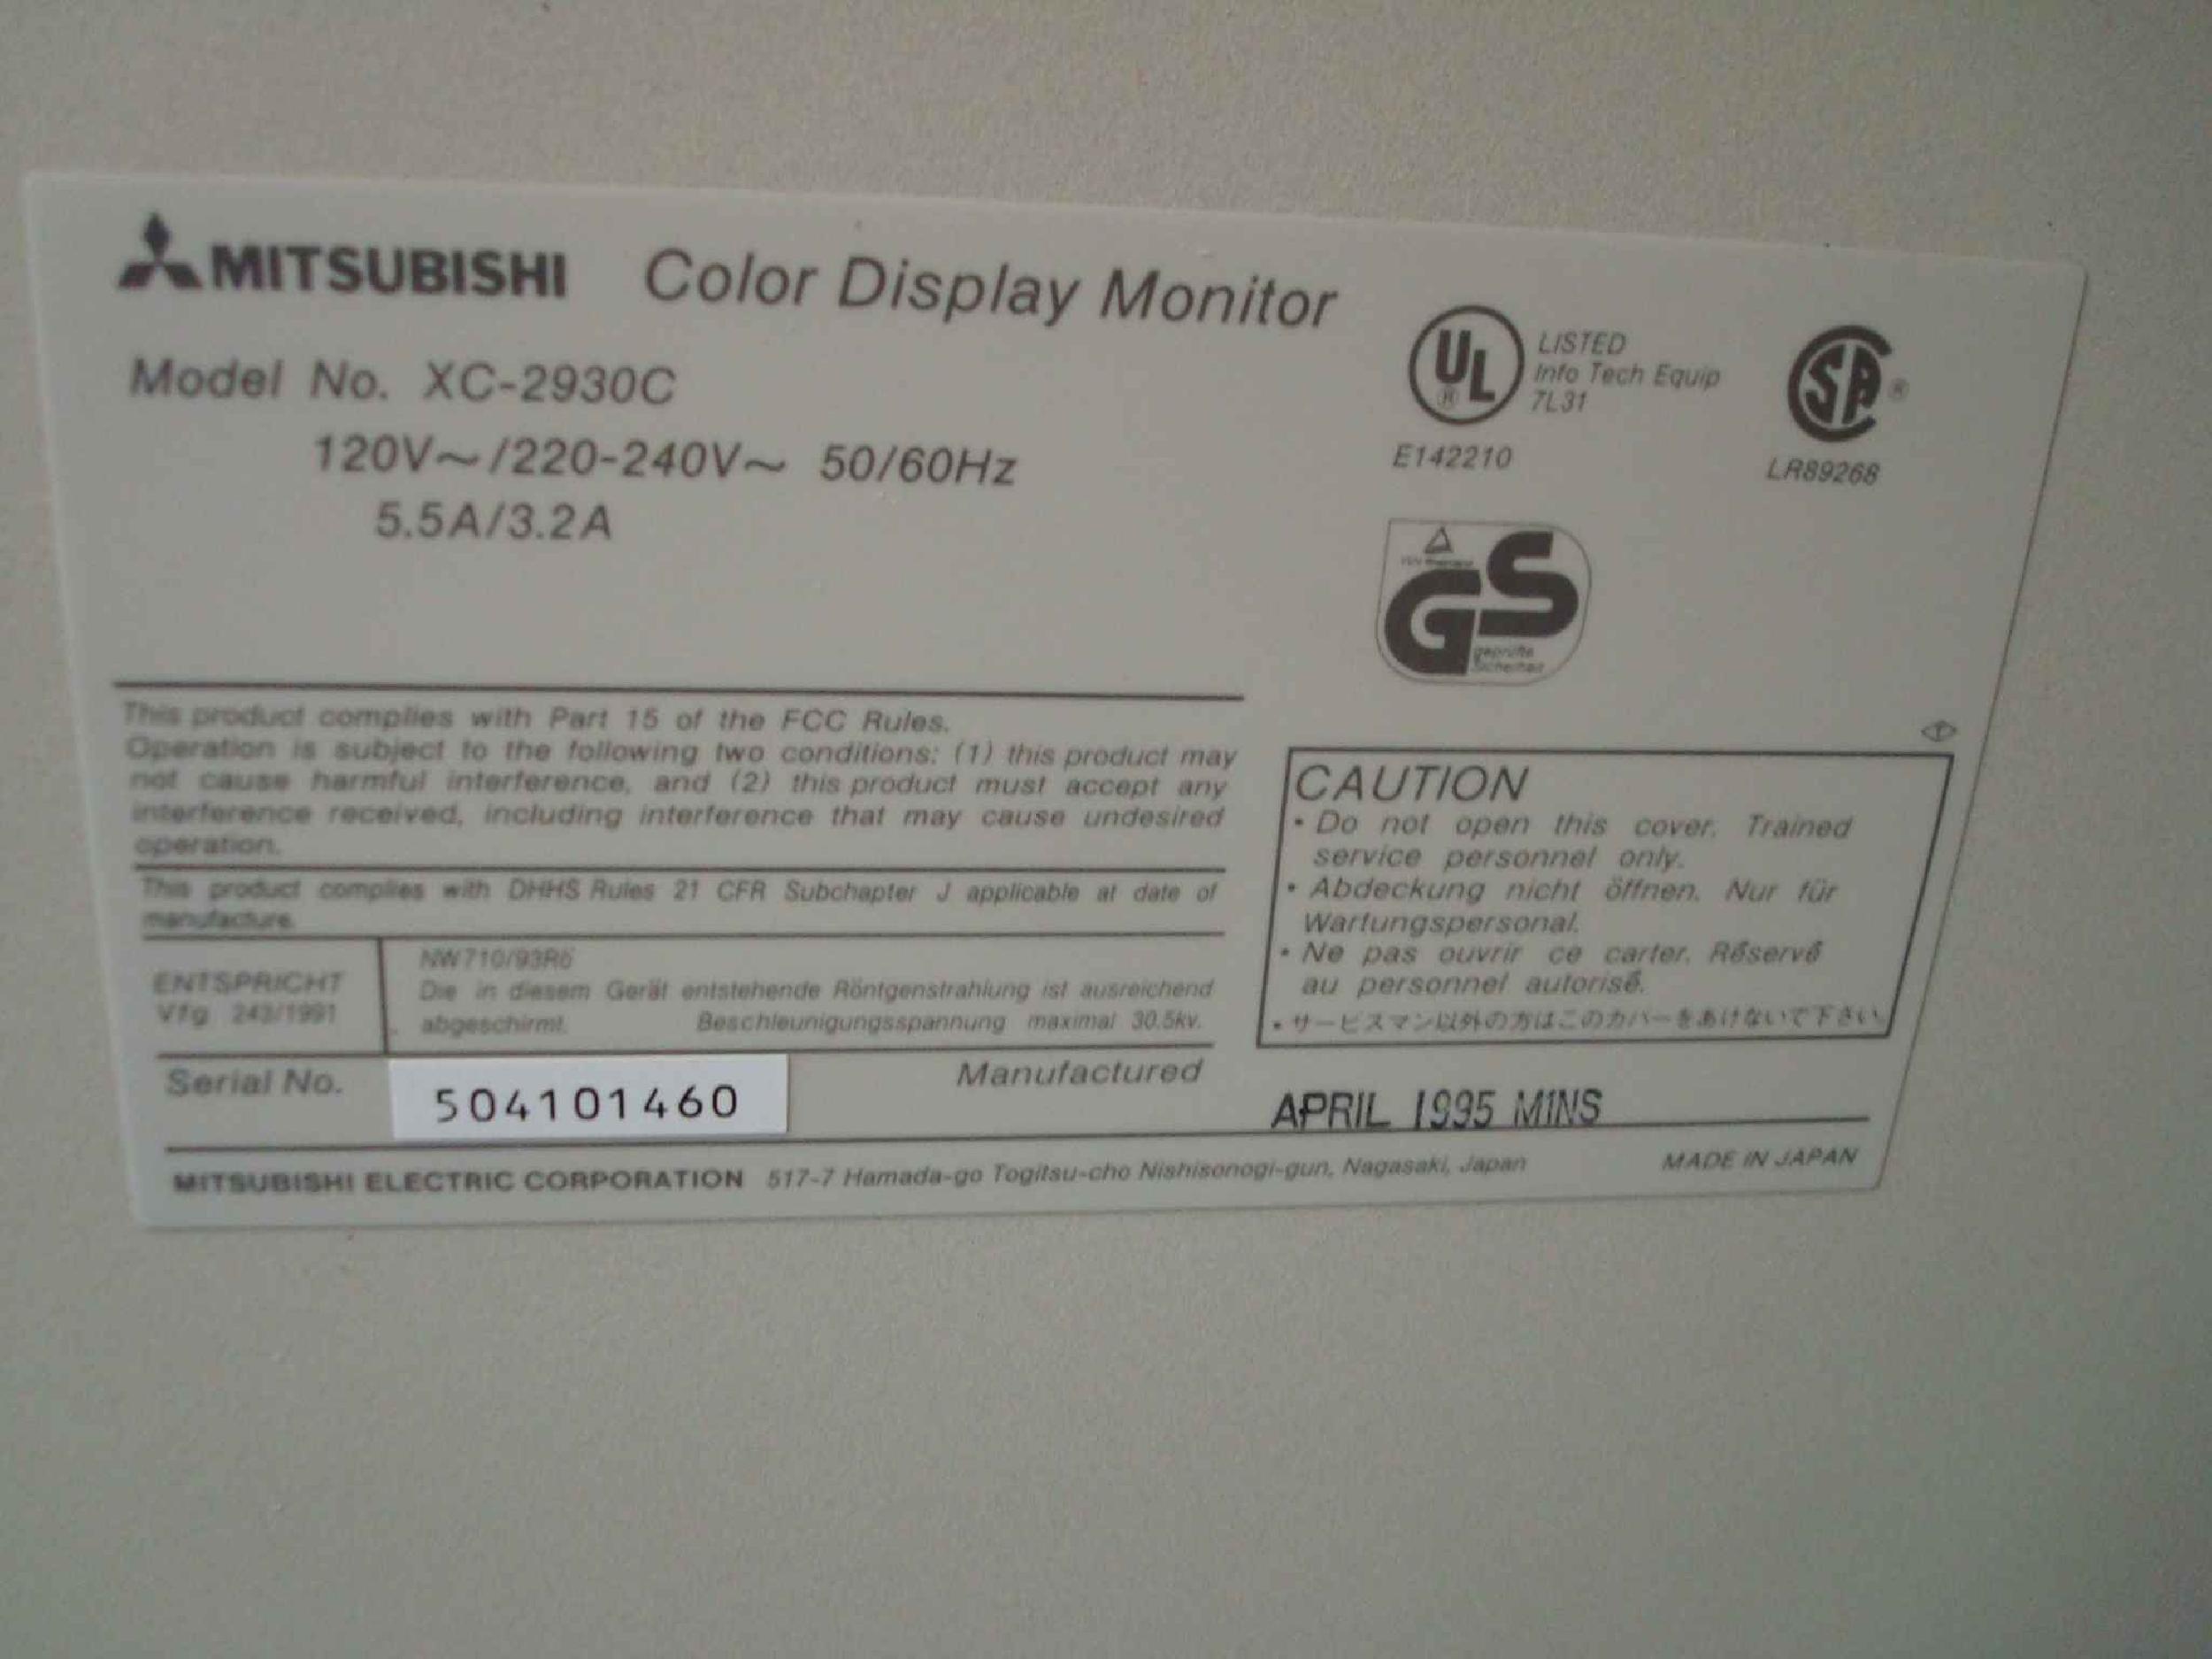 MITSUBISHI Color Display Monitor
Model No. XC-2930C
120V~/220-240V~ 50/60Hz
5.5A/3.2A
UL
®
LISTED
Info Tech Equip
7L31
E142210
SA ®
LR89268
GS
geprüfte
Sicherheit
This product complies with Part 15 of the FCC Rules.
Operation is subject to the following two conditions: (1) this product may
not cause harmful interference, and (2) this product must accept any
interference received, including interference that may cause undesired
operation.
This product complies with DHHS Rules 21 CFR Subchapter J applicable at date of
manufacture.
ENTSPRICHT
Vfg 243/1991
NW710/93Rö
Die in diesem Gerät entstehende Röntgenstrahlung ist ausreichend
abgeschirmt. Beschleunigungsspannung maximal 30.5kv.
CAUTION
• Do not open this cover. Trained
service personnel only.
• Abdeckung nicht öffnen. Nur für
Wartungspersonal.
• Ne pas ouvrir ce carter. Réservé
au personnel autorisé.
• サービスマン以外の方はこのカバーをあけないで下さい
Serial No. 504101460 Manufactured APRIL 1995 MINS
MITSUBISHI ELECTRIC CORPORATION 517-7 Hamada-go Togitsu-cho Nishisonogi-gun, Nagasaki, Japan MADE IN JAPAN